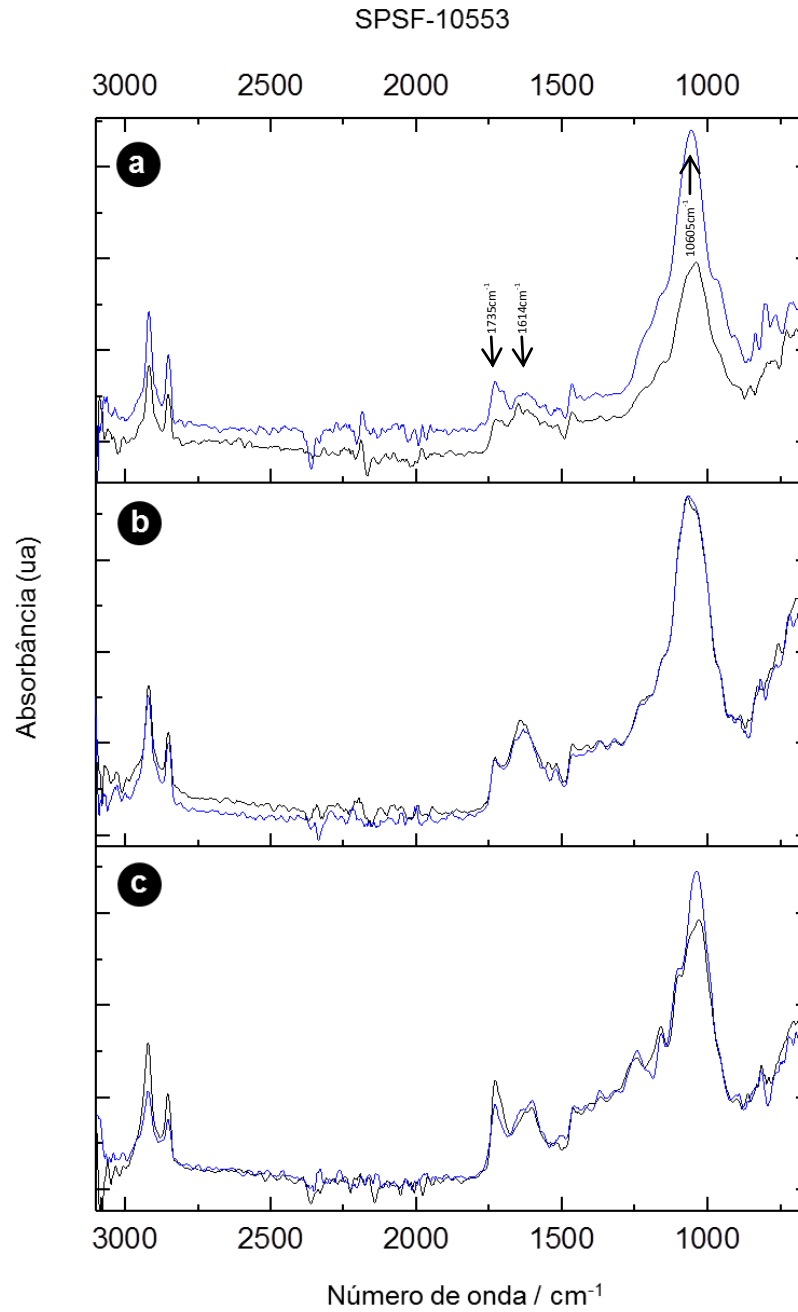 SPSF-10553
3000 2500 2000 1500 1000
a
1735cm⁻¹
1614cm⁻¹
10605cm⁻¹
b
Absorbância (ua)
c
3000 2500 2000 1500 1000
Número de onda / cm⁻¹